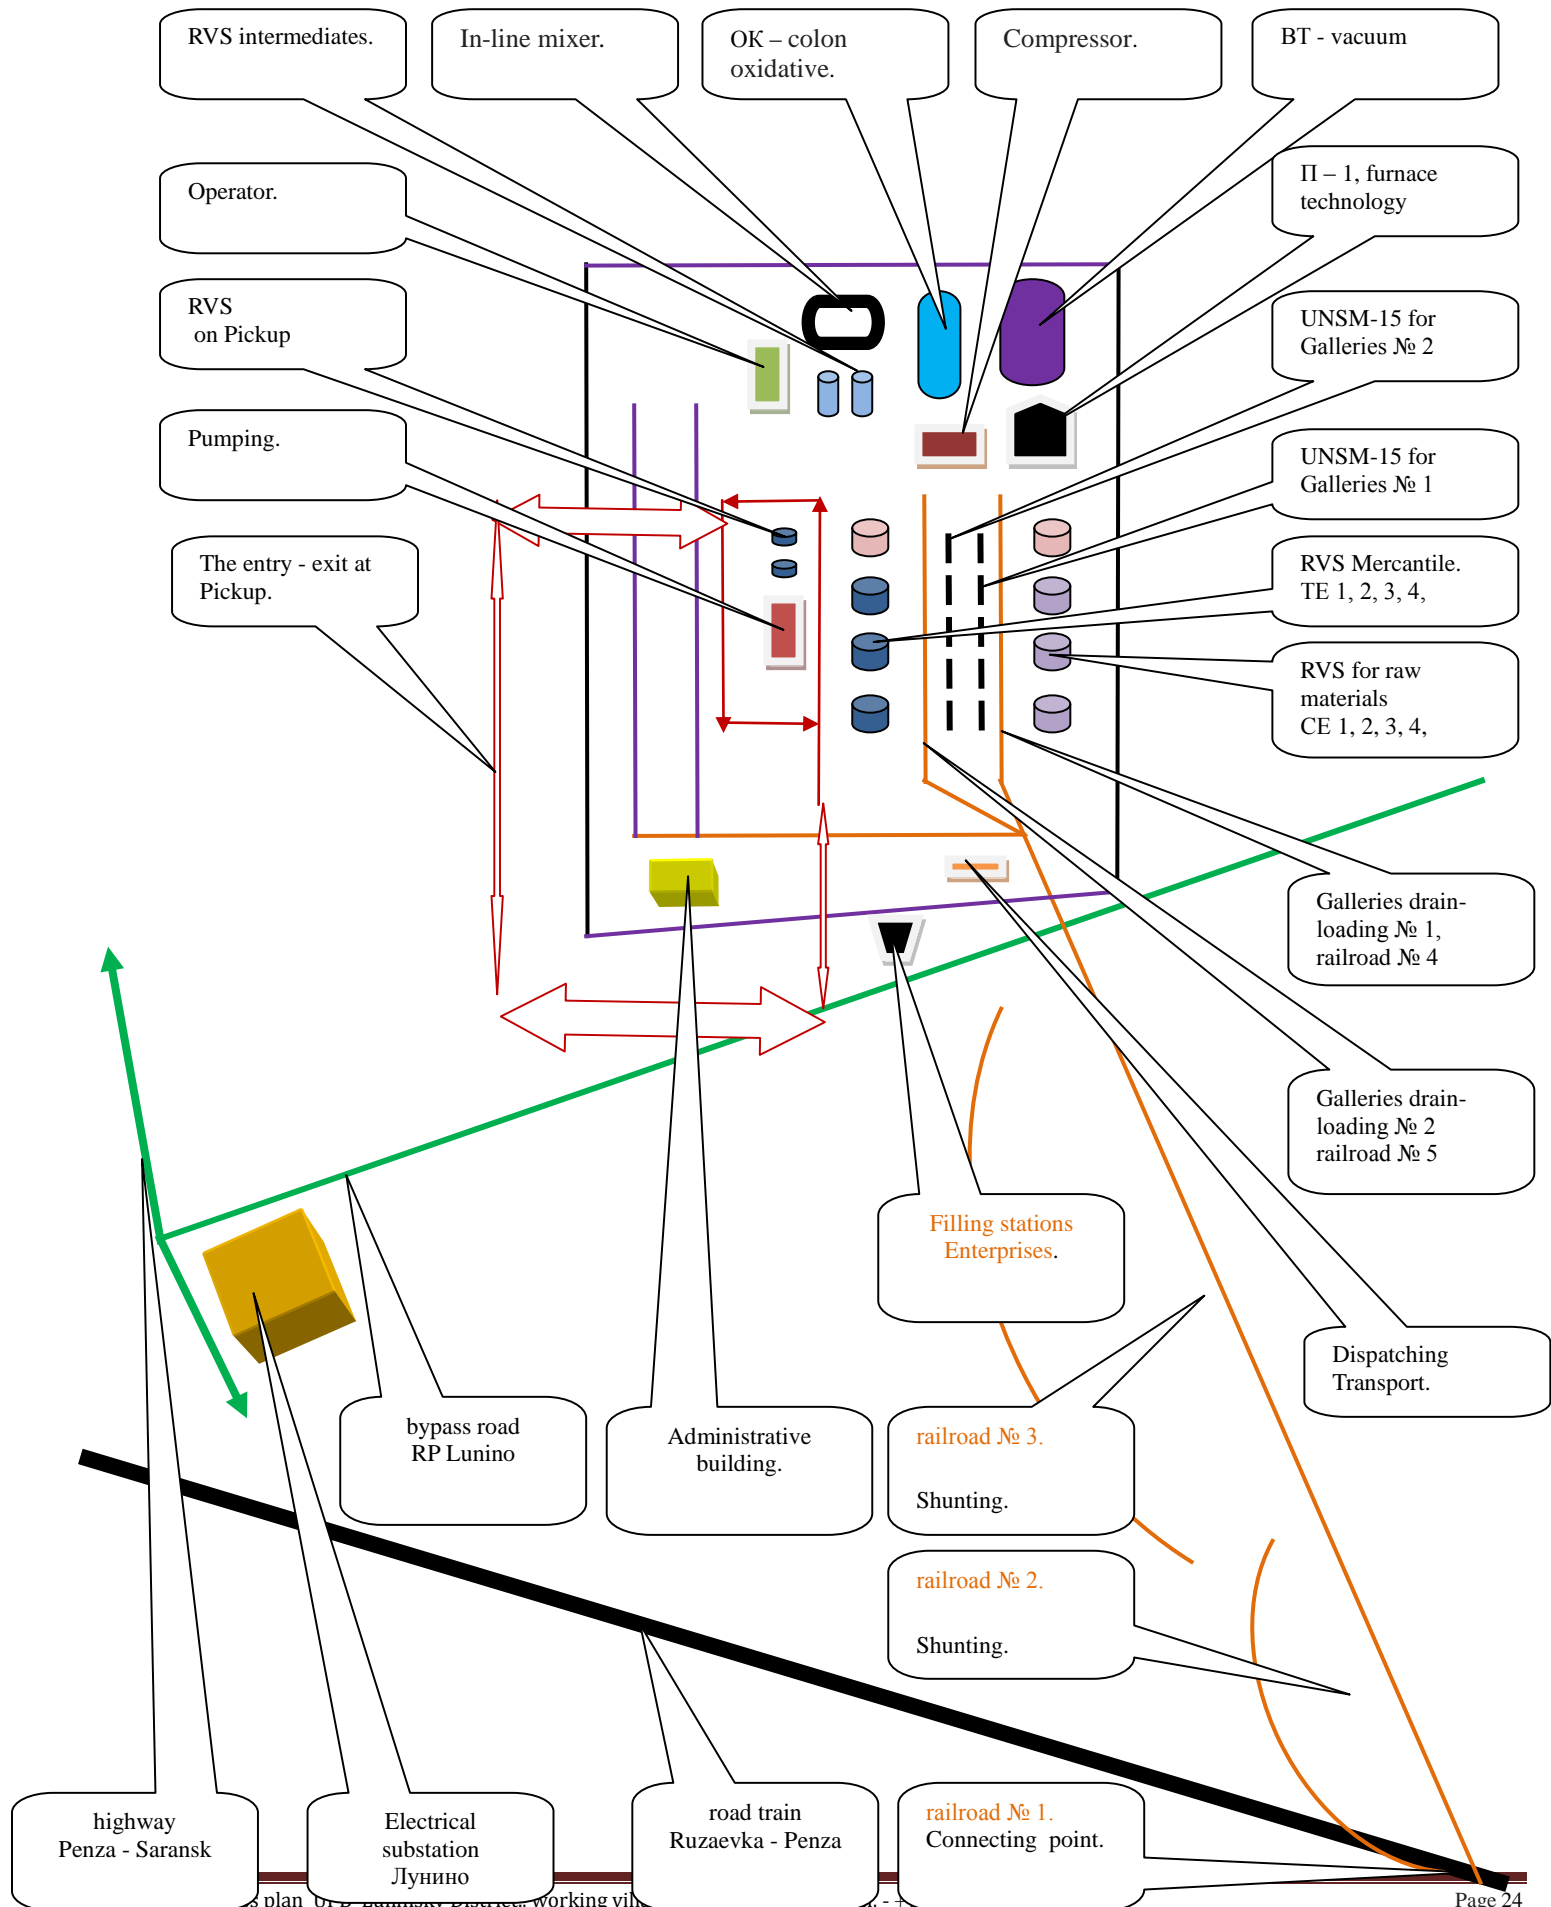 RVS intermediates.
In-line mixer.
ОК – colon
oxidative.
Compressor.
BT - vacuum
Operator.
П – 1, furnace
technology
RVS
on Pickup
UNSM-15 for
Galleries № 2
Pumping.
UNSM-15 for
Galleries № 1
The entry - exit at
Pickup.
RVS Mercantile.
TE 1, 2, 3, 4,
RVS for raw
materials
CE 1, 2, 3, 4,
Galleries drain-
loading № 1,
railroad № 4
Galleries drain-
loading № 2
railroad № 5
Filling stations
Enterprises.
Dispatching
Transport.
bypass road
RP Lunino
Administrative
building.
railroad № 3.
Shunting.
railroad № 2.
Shunting.
highway
Penza - Saransk
Electrical
substation
Лунино
road train
Ruzaevka - Penza
railroad № 1.
Connecting point.
plan District. working
Page 24